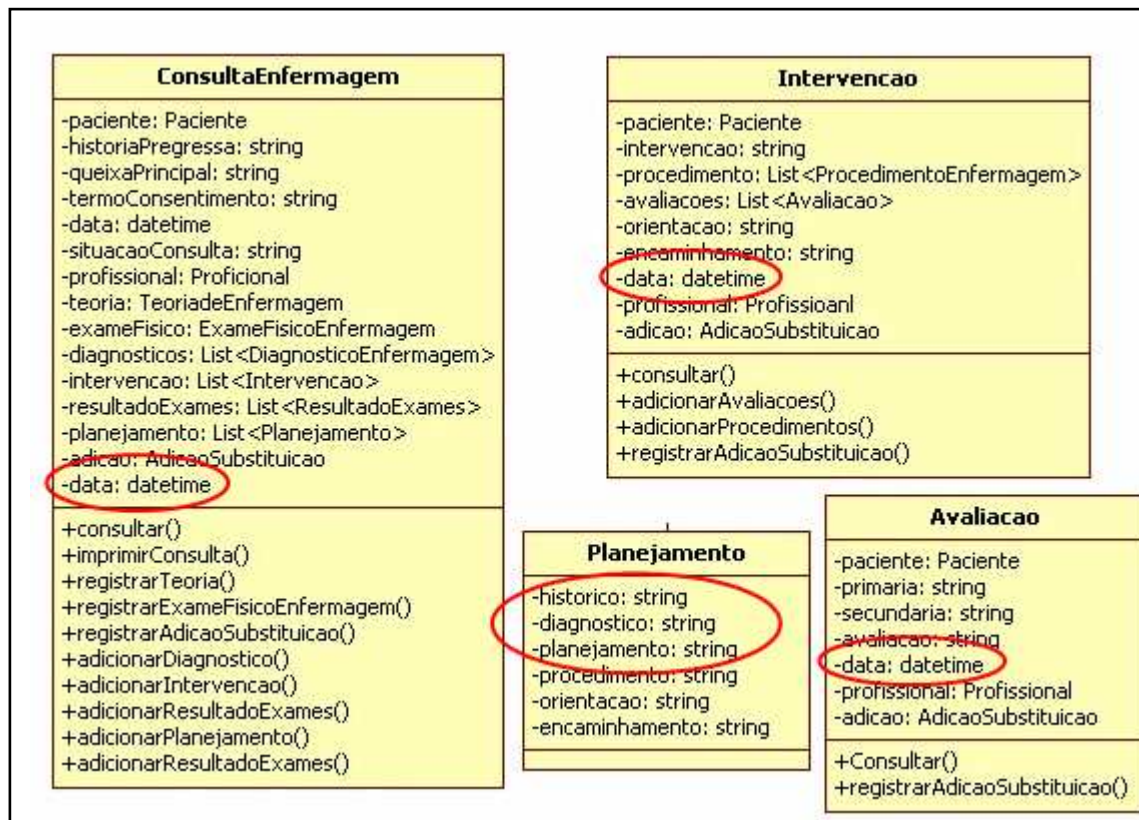 ConsultaEnfermagem
-paciente: Paciente
-historiaPregressa: string
-queixaPrincipal: string
-termoConsentimento: string
-data: datetime
-situacaoConsulta: string
-profissional: Proficional
-teoria: TeoriadeEnfermagem
-exameFisico: ExameFisicoEnfermagem
-diagnosticos: List<DiagnosticoEnfermagem>
-intervencao: List<Intervencao>
-resultadoExames: List<ResultadoExames>
-planejamento: List<Planejamento>
-adicao: AdicaoSubstituicao
-data: datetime
+consultar()
+imprimirConsulta()
+registrarTeoria()
+registrarExameFisicoEnfermagem()
+registrarAdicaoSubstituicao()
+adicionarDiagnostico()
+adicionarIntervencao()
+adicionarResultadoExames()
+adicionarPlanejamento()
+adicionarResultadoExames()
Intervencao
-paciente: Paciente
-intervencao: string
-procedimento: List<ProcedimentoEnfermagem>
-avaliacoes: List<Avaliacao>
-orientacao: string
-encaminhamento: string
-data: datetime
-profissional: Profissioanl
-adicao: AdicaoSubstituicao
+consultar()
+adicionarAvaliacoes()
+adicionarProcedimentos()
+registrarAdicaoSubstituicao()
Planejamento
-historico: string
-diagnostico: string
-planejamento: string
-procedimento: string
-orientacao: string
-encaminhamento: string
Avaliacao
-paciente: Paciente
-primaria: string
-secundaria: string
-avaliacao: string
-data: datetime
-profissional: Profissional
-adicao: AdicaoSubstituicao
+Consultar()
+registrarAdicaoSubstituicao()